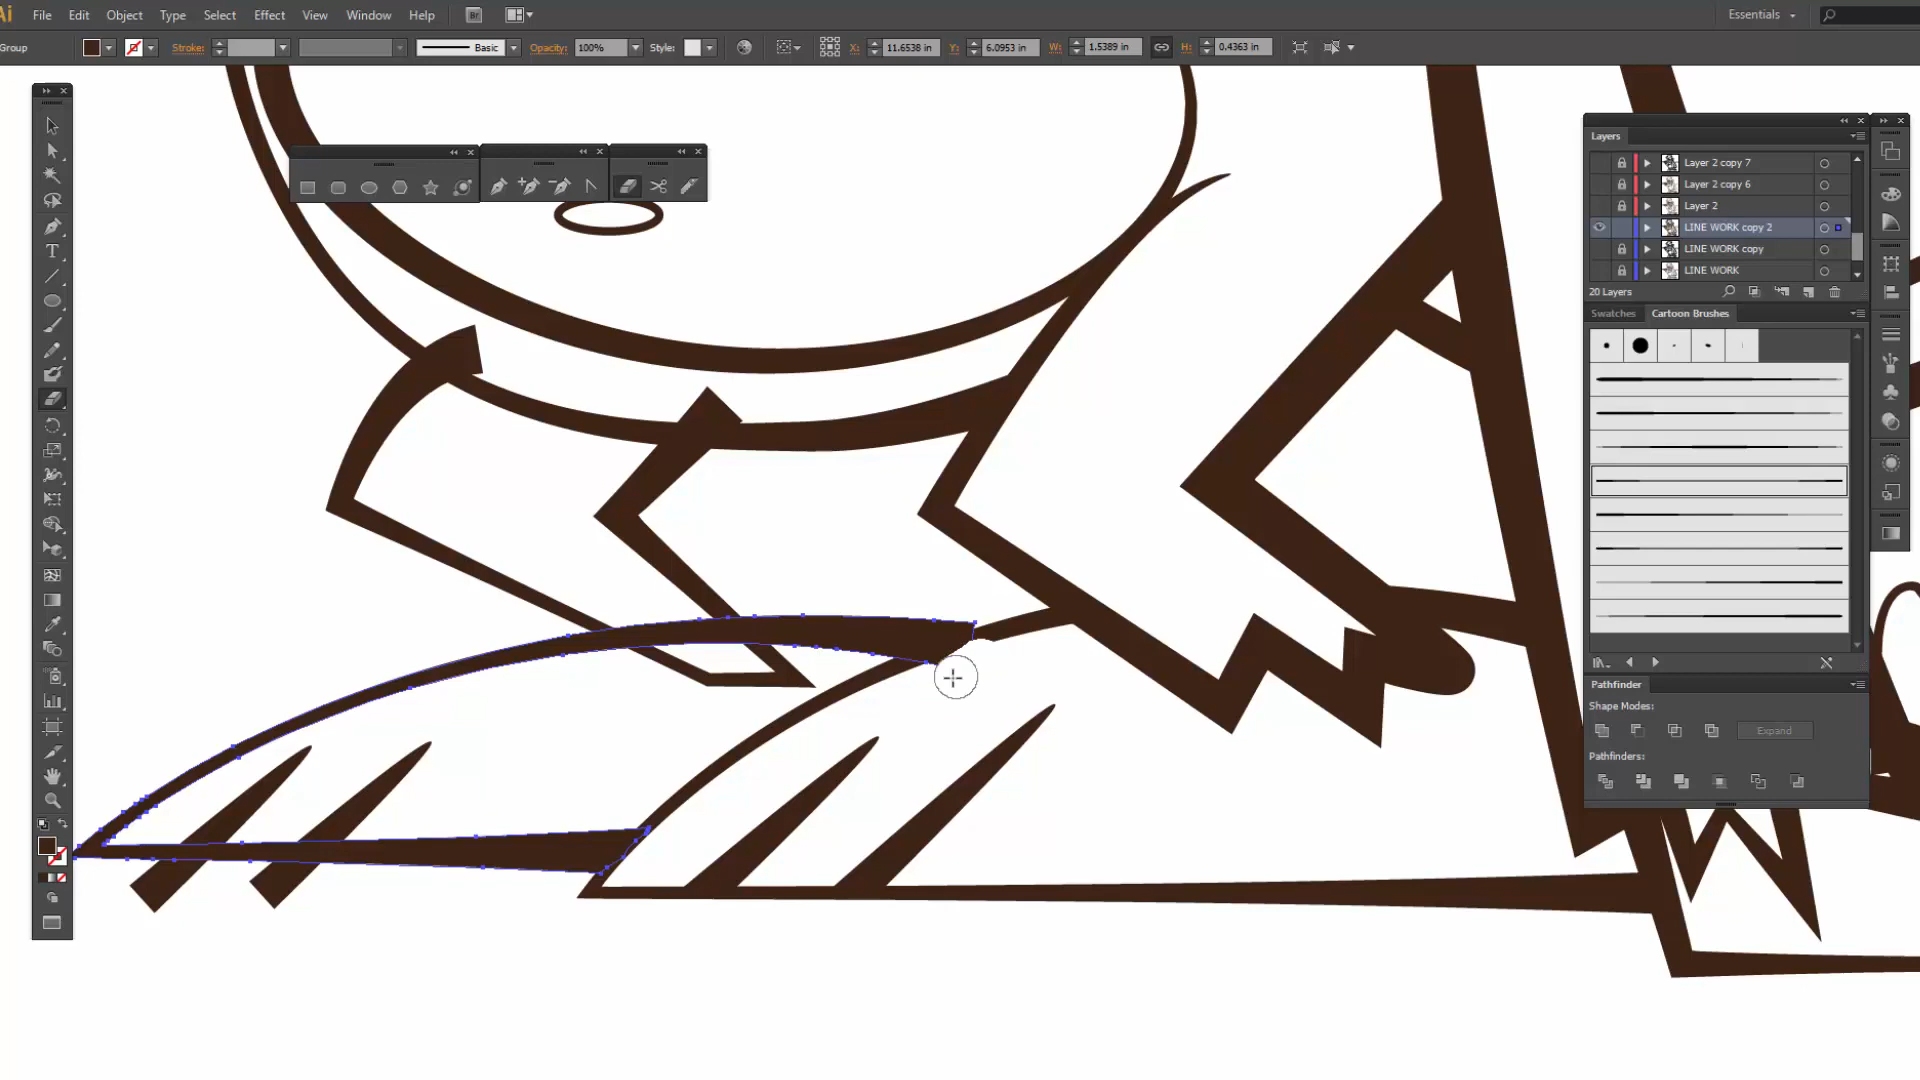 Ai File Edit Object Type Select Effect View Window Help Br Essentials
Group Stroke: Basic Opacity: 100% Style: X: 11.6538 in Y: 6.0953 in W: 1.5389 in H: 0.4363 in
Layers
Layer 2 copy 7
Layer 2 copy 6
Layer 2
LINE WORK copy 2
LINE WORK copy
LINE WORK
20 Layers
Swatches Cartoon Brushes
Pathfinder
Shape Modes:
Expand
Pathfinders: